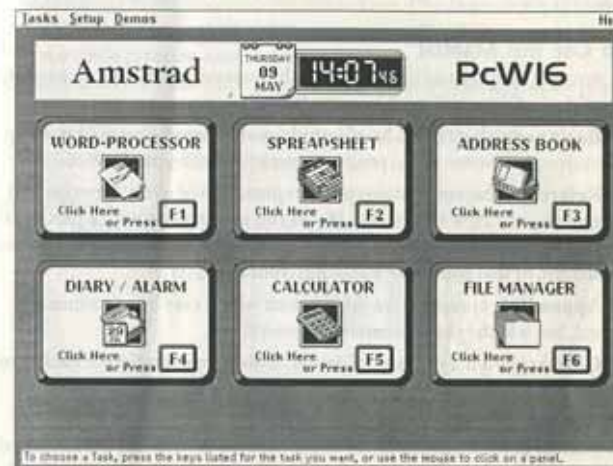 Tasks Setup Demos
Amstrad
THURSDAY
09
MAY
14:07 46
PcW16
WORD-PROCESSOR
SPREADSHEET
ADDRESS BOOK
Click Here
or Press
F1
Click Here
or Press
F2
Click Here
or Press
F3
DIARY / ALARM
CALCULATOR
FILE MANAGER
29
Click Here
or Press
F4
Click Here
or Press
F5
Click Here
or Press
F6
To choose a Task, press the keys listed for the task you want, or use the mouse to click on a panel.